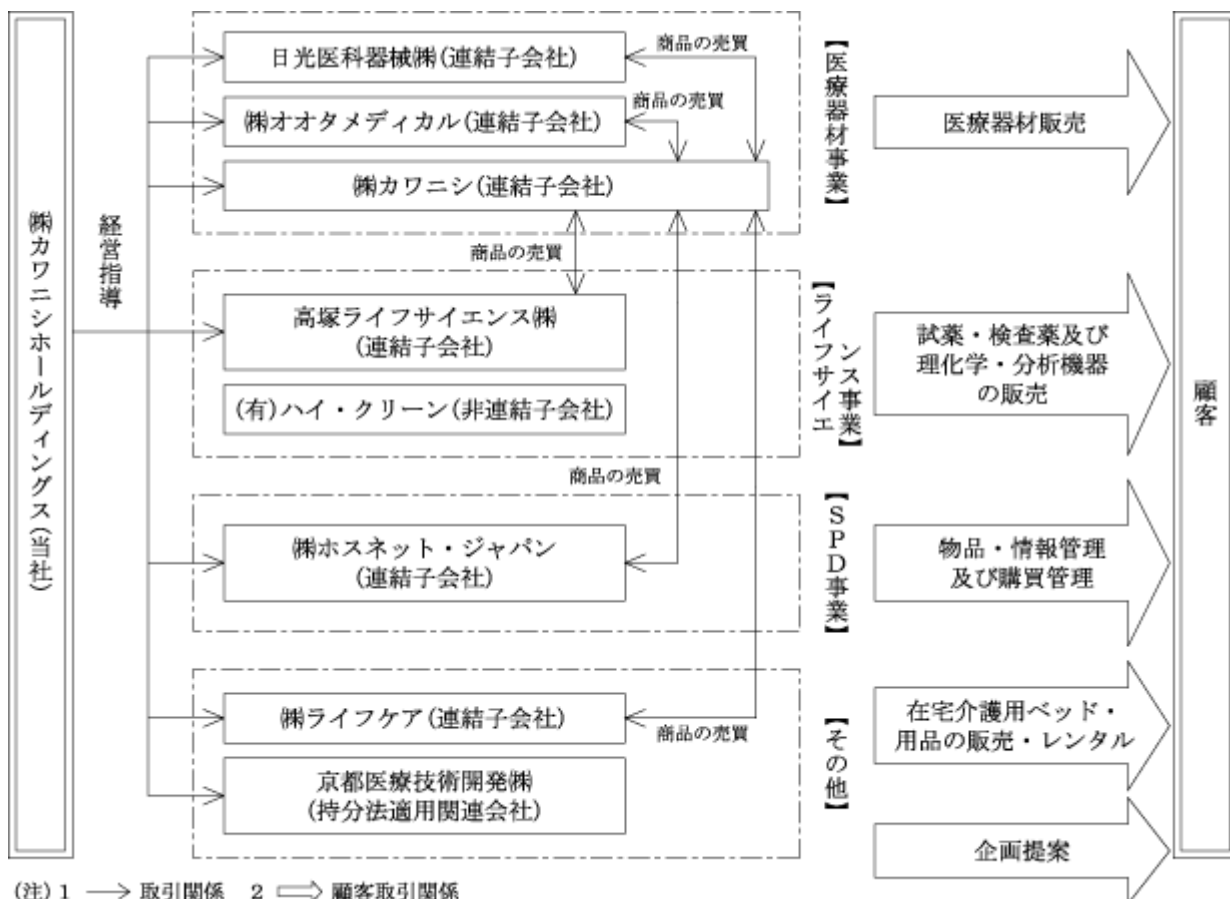 ㈱カワニシホールディングス(当社)
経営指導
日光医科器械㈱(連結子会社)
商品の売買
㈱オオタメディカル(連結子会社)
商品の売買
㈱カワニシ(連結子会社)
【医療器材事業】
医療器材販売
商品の売買
高塚ライフサイエンス㈱
(連結子会社)
(有)ハイ・クリーン(非連結子会社)
【ライフサイエ
ンス事業】
試薬・検査薬及び
理化学・分析機器
の販売
商品の売買
㈱ホスネット・ジャパン
(連結子会社)
【SPD事業】
物品・情報管理
及び購買管理
㈱ライフケア(連結子会社)
商品の売買
京都医療技術開発㈱
(持分法適用関連会社)
【その他】
在宅介護用ベッド・
用品の販売・レンタル
企画提案
顧客
(注) 1 ⟶ 取引関係 2 ⇨ 顧客取引関係